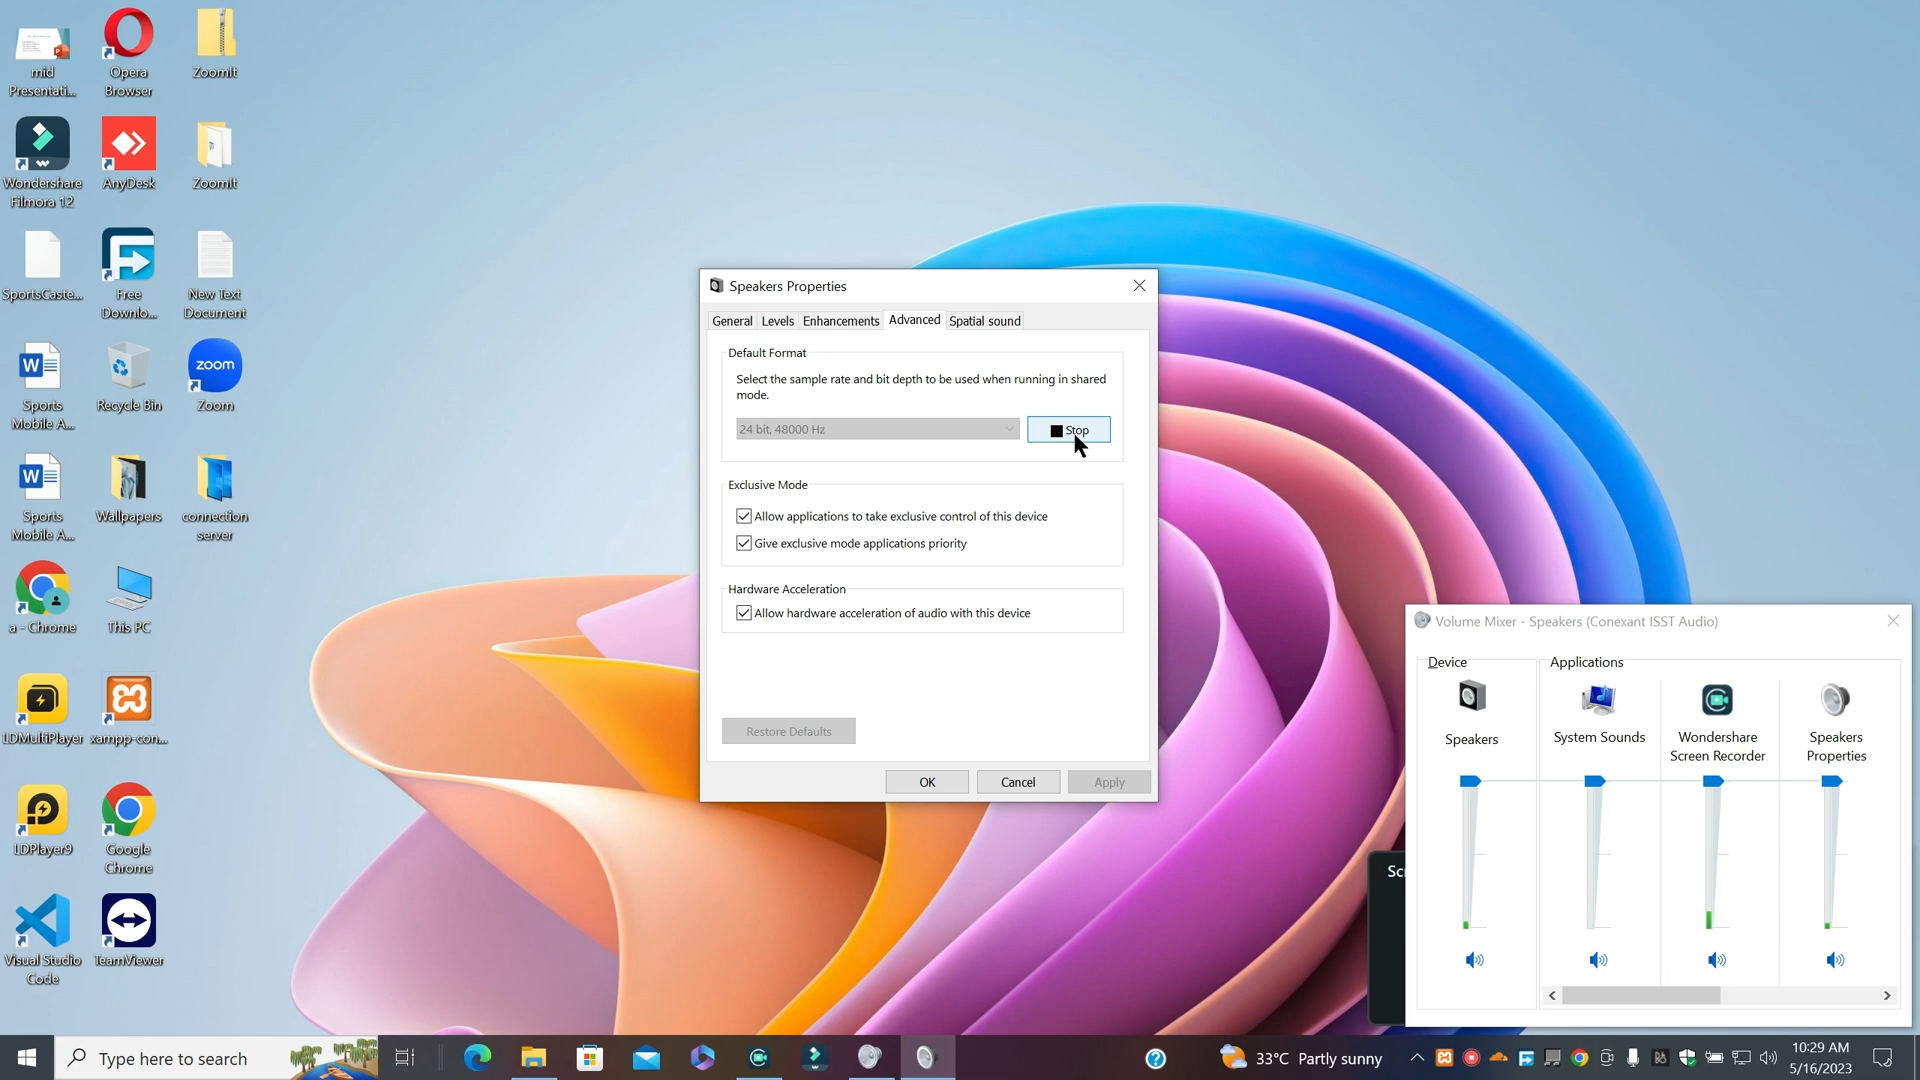 mid
Presentati...
Opera
Browser
ZoomIt
Wondershare
Filmora 12
AnyDesk
ZoomIt
SportsCaste...
Free
Downlo...
New Text
Document
Sports
Mobile A...
Recycle Bin
zoom
Zoom
Sports
Mobile A...
Wallpapers
connection
server
a - Chrome
This PC
LDMultiPlayer
xampp-con...
LDPlayer9
Google
Chrome
Visual Studio
Code
TeamViewer
Speakers Properties
General
Levels
Enhancements
Advanced
Spatial sound
Default Format
Select the sample rate and bit depth to be used when running in shared
mode.
24 bit, 48000 Hz
Stop
Exclusive Mode
Allow applications to take exclusive control of this device
Give exclusive mode applications priority
Hardware Acceleration
Allow hardware acceleration of audio with this device
Restore Defaults
OK
Cancel
Apply
Volume Mixer - Speakers (Conexant ISST Audio)
Device
Applications
Speakers
System Sounds
Wondershare
Screen Recorder
Speakers
Properties
Type here to search
33°C Partly sunny
10:29 AM
5/16/2023